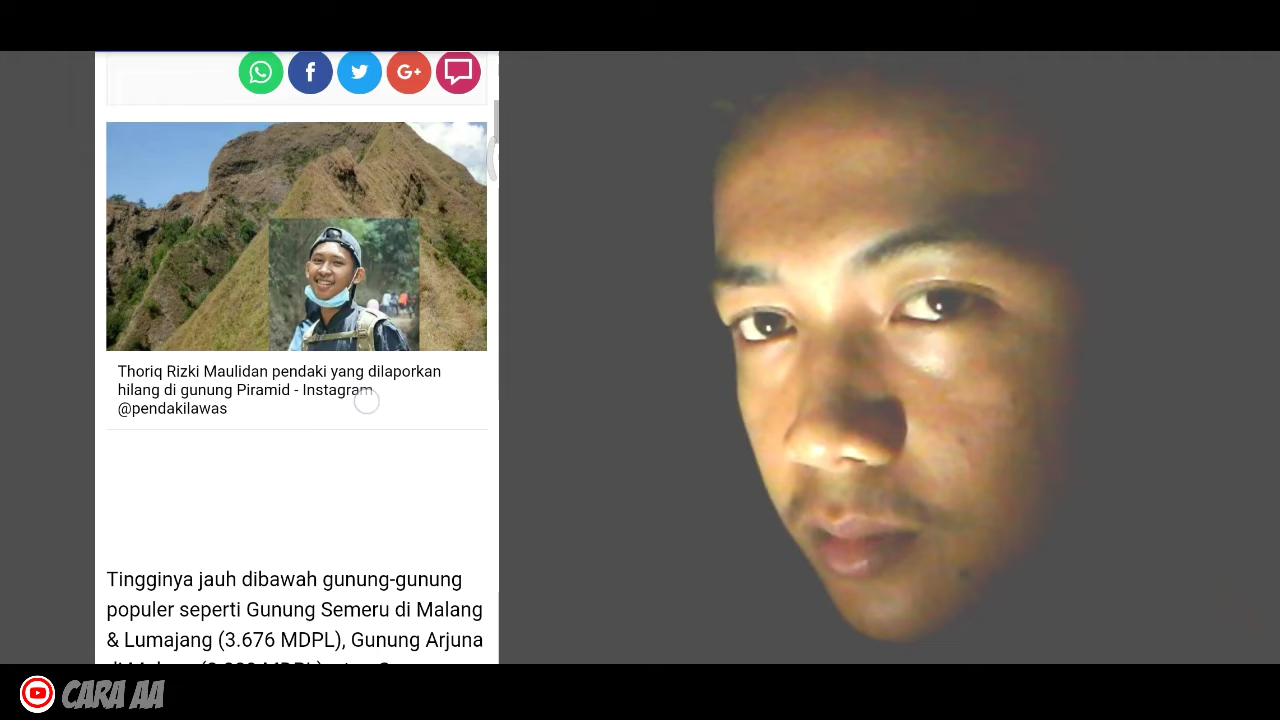 G+
Thoriq Rizki Maulidan pendaki yang dilaporkan
hilang di gunung Piramid - Instagram
@pendakilawas
Tingginya jauh dibawah gunung-gunung
populer seperti Gunung Semeru di Malang
& Lumajang (3.676 MDPL), Gunung Arjuna
CARA AA